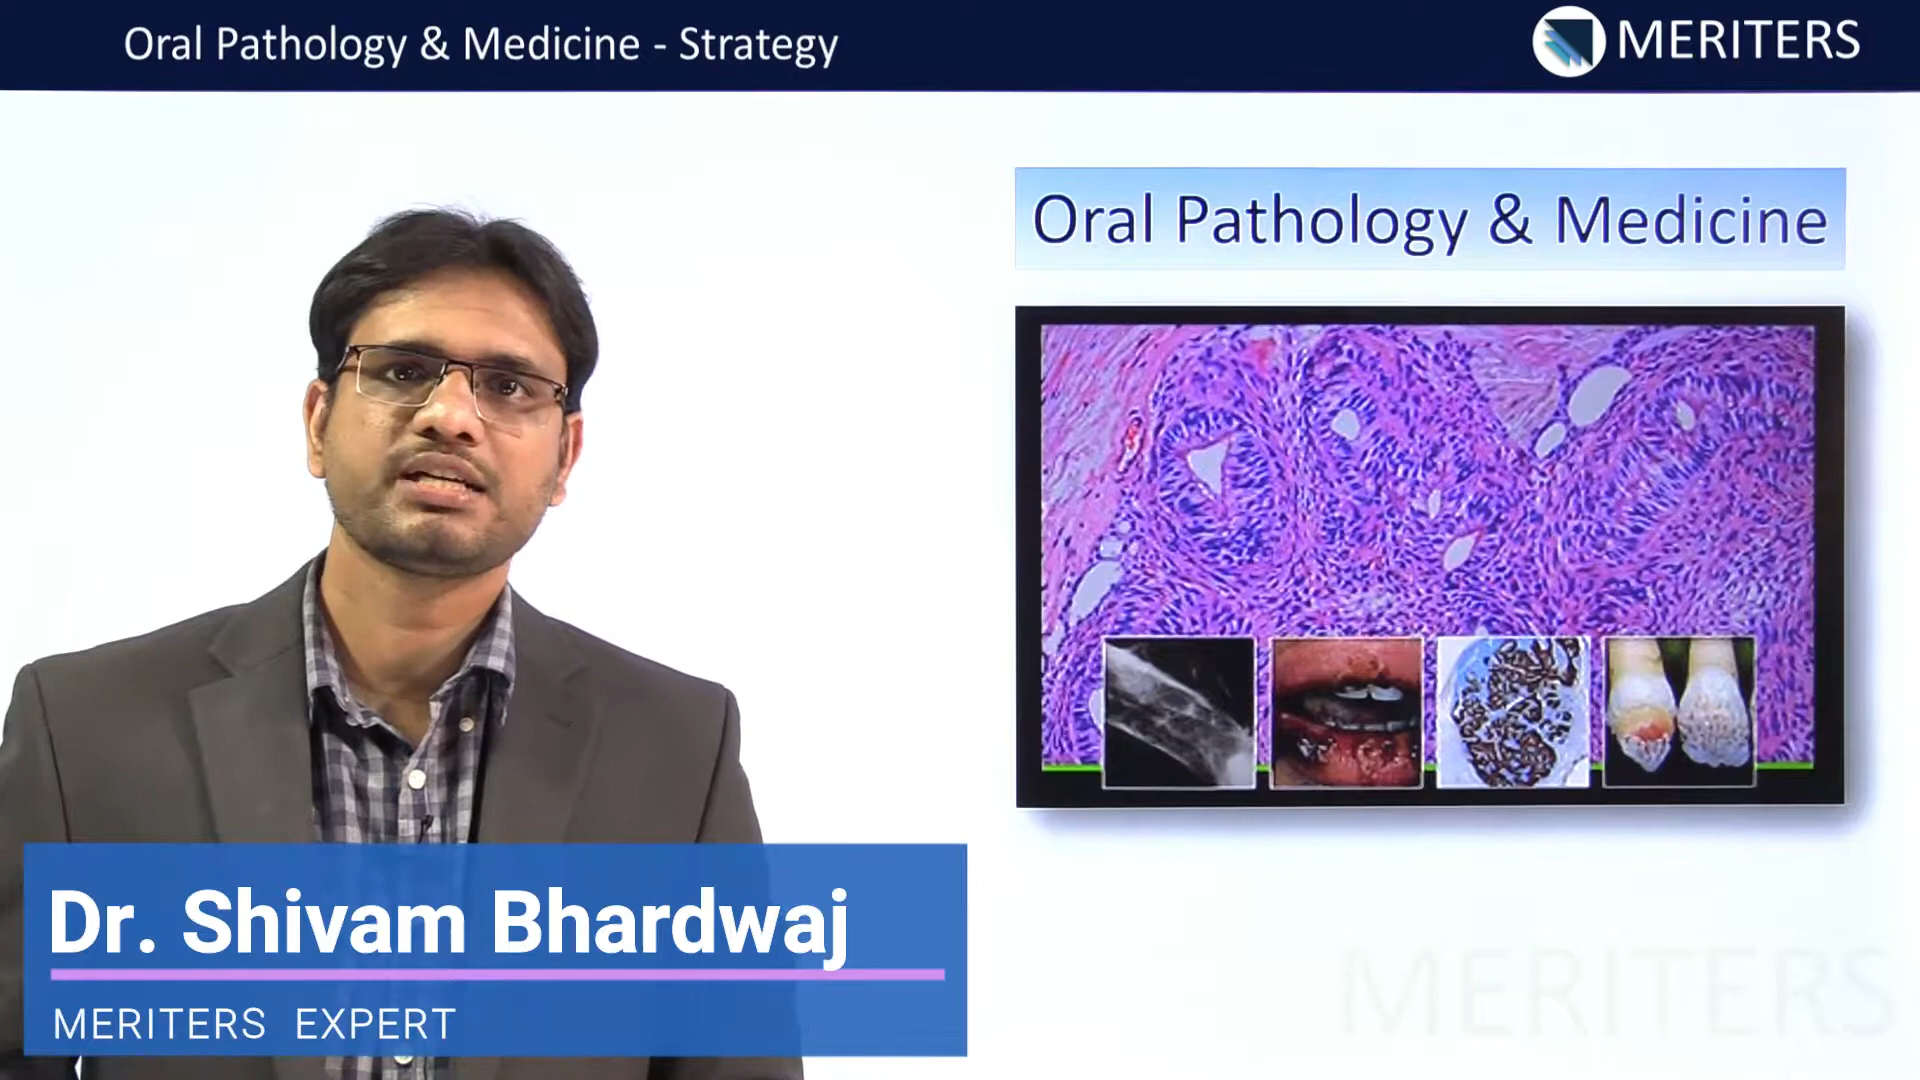 Oral Pathology & Medicine - Strategy
MERITERS
Oral Pathology & Medicine
Dr. Shivam Bhardwaj
MERITERS EXPERT
MERITERS